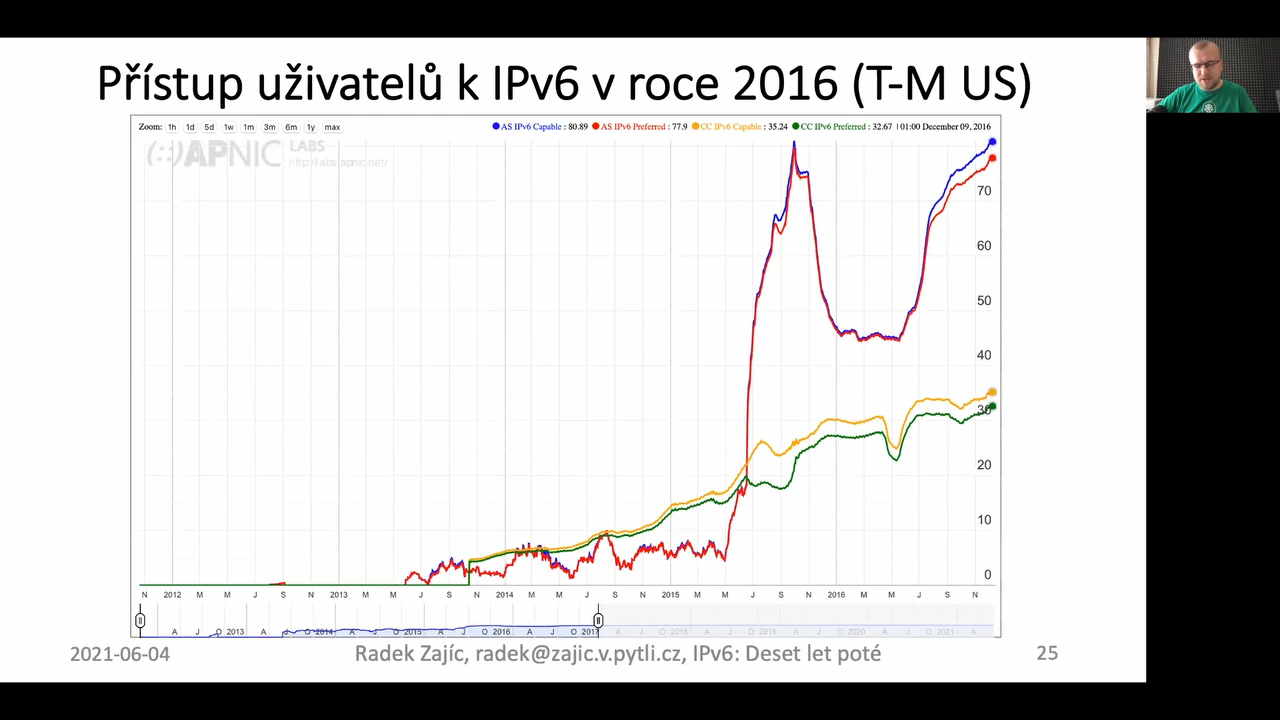 Přístup uživatelů k IPv6 v roce 2016 (T-M US)
Zoom: 1h 1d 5d 1w 1m 3m 6m 1y max
AS IPv6 Capable : 80.89 AS IPv6 Preferred : 77.9 CC IPv6 Capable : 35.24 CC IPv6 Preferred : 32.67 | 01:00 December 09, 2016
(::) APNIC LABS
http://labs.apnic.net/
70
60
50
40
30
20
10
0
N 2012 M M J S N 2013 M M J S N 2014 M M J S N 2015 M M J S N 2016 M M J S N
A J O 2013 A J O 2014 A J O 2015 A J O 2016 A J O 2017 A J O 2018 A J O 2019 A J O 2020 A J O 2021 A
2021-06-04
Radek Zajíc, radek@zajic.v.pytli.cz, IPv6: Deset let poté
25